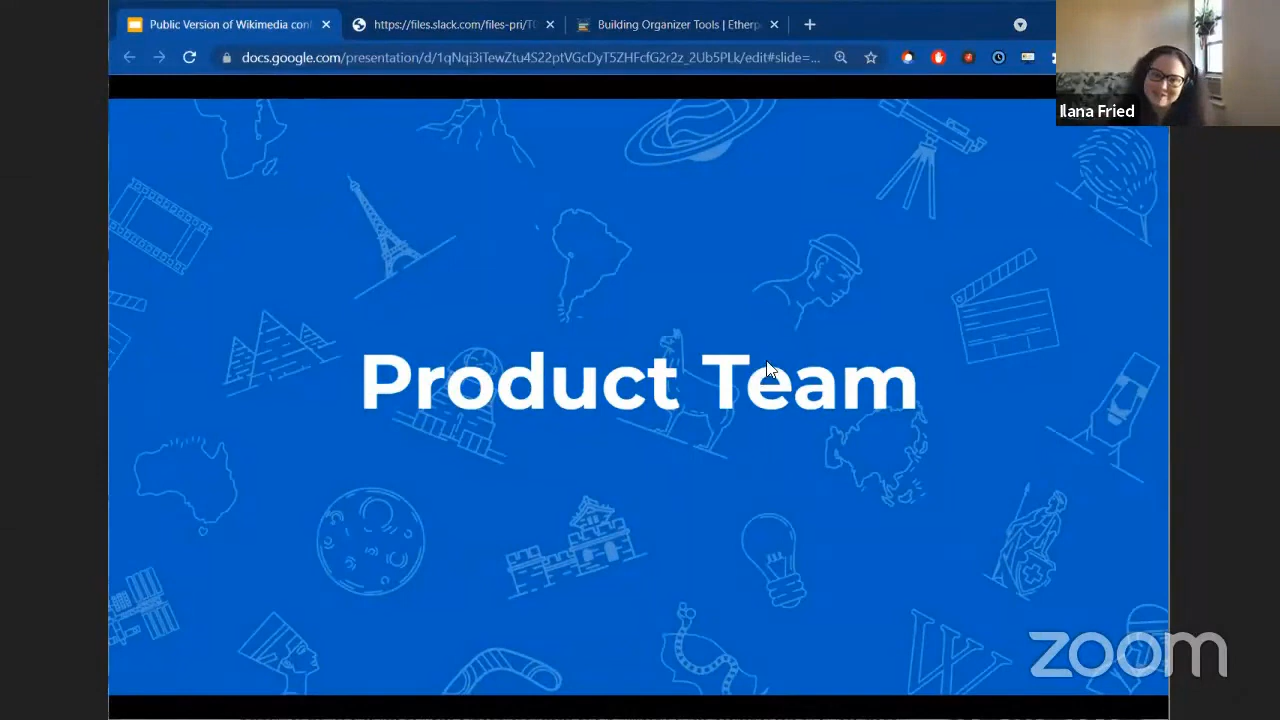 Public Version of Wikimedia con
https://files.slack.com/files-pri/T0
Building Organizer Tools | Etherp
docs.google.com/presentation/d/1qNqi3iTewZtu4S22ptVGcDyT5ZHFcfG2r2z_2Ub5PLk/edit#slide=...
Ilana Fried
Product Team
W
zoom